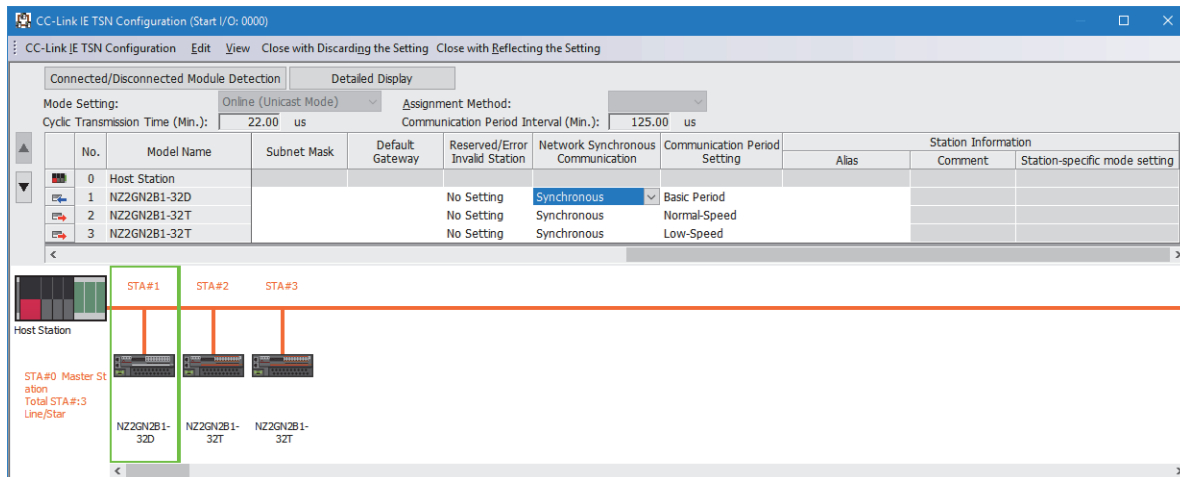 CC-Link IE TSN Configuration (Start I/O: 0000)
CC-Link IE TSN Configuration Edit View Close with Discarding the Setting Close with Reflecting the Setting
Connected/Disconnected Module Detection Detailed Display
Mode Setting: Online (Unicast Mode) Assignment Method:
Cyclic Transmission Time (Min.): 22.00 us Communication Period Interval (Min.): 125.00 us
No. Model Name Subnet Mask Default Gateway Reserved/Error Invalid Station Network Synchronous Communication Communication Period Setting Station Information
Alias Comment Station-specific mode setting
0 Host Station
1 NZ2GN2B1-32D No Setting Synchronous Basic Period
2 NZ2GN2B1-32T No Setting Synchronous Normal-Speed
3 NZ2GN2B1-32T No Setting Synchronous Low-Speed
STA#1 STA#2 STA#3
Host Station
STA#0 Master St
ation
Total STA#:3
Line/Star
NZ2GN2B1- NZ2GN2B1- NZ2GN2B1-
32D 32T 32T